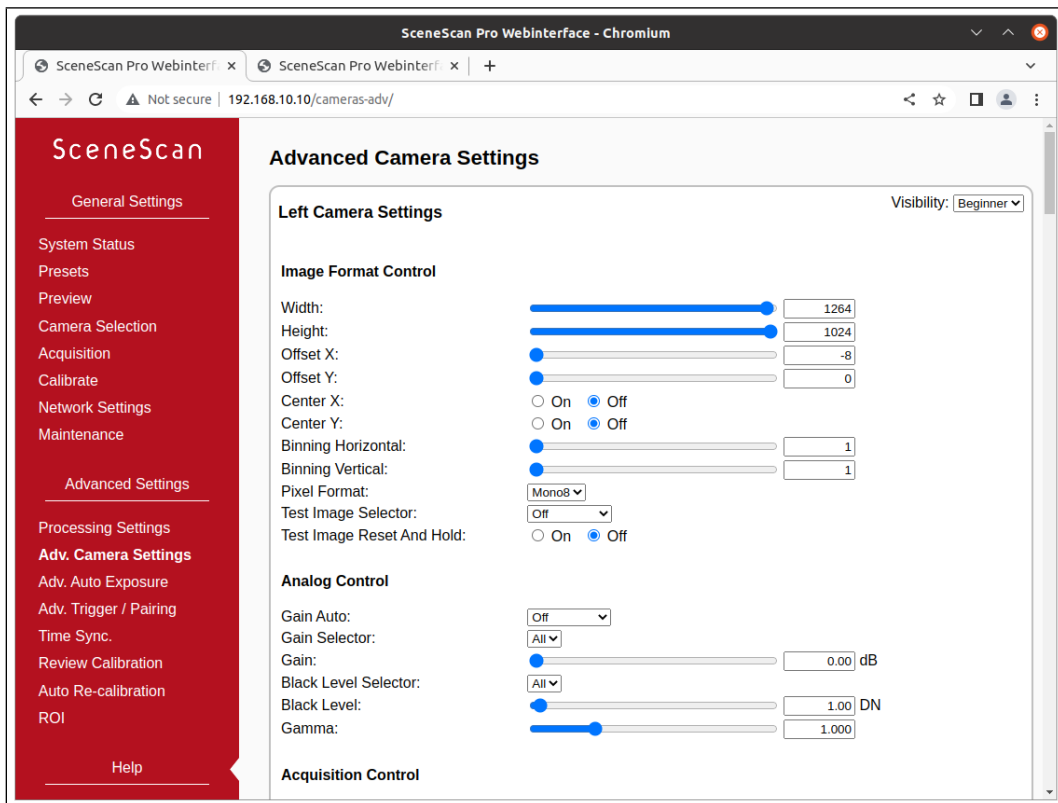 SceneScan Pro Webinterface - Chromium
SceneScan Pro Webinterf
SceneScan Pro Webinterf
Not secure | 192.168.10.10/cameras-adv/
SceneScan
General Settings
System Status
Presets
Preview
Camera Selection
Acquisition
Calibrate
Network Settings
Maintenance
Advanced Settings
Processing Settings
Adv. Camera Settings
Adv. Auto Exposure
Adv. Trigger / Pairing
Time Sync.
Review Calibration
Auto Re-calibration
ROI
Help
Advanced Camera Settings
Visibility: Beginner
Left Camera Settings
Image Format Control
Width: 1264
Height: 1024
Offset X: -8
Offset Y: 0
Center X: On Off
Center Y: On Off
Binning Horizontal: 1
Binning Vertical: 1
Pixel Format: Mono8
Test Image Selector: Off
Test Image Reset And Hold: On Off
Analog Control
Gain Auto: Off
Gain Selector: All
Gain: 0.00 dB
Black Level Selector: All
Black Level: 1.00 DN
Gamma: 1.000
Acquisition Control